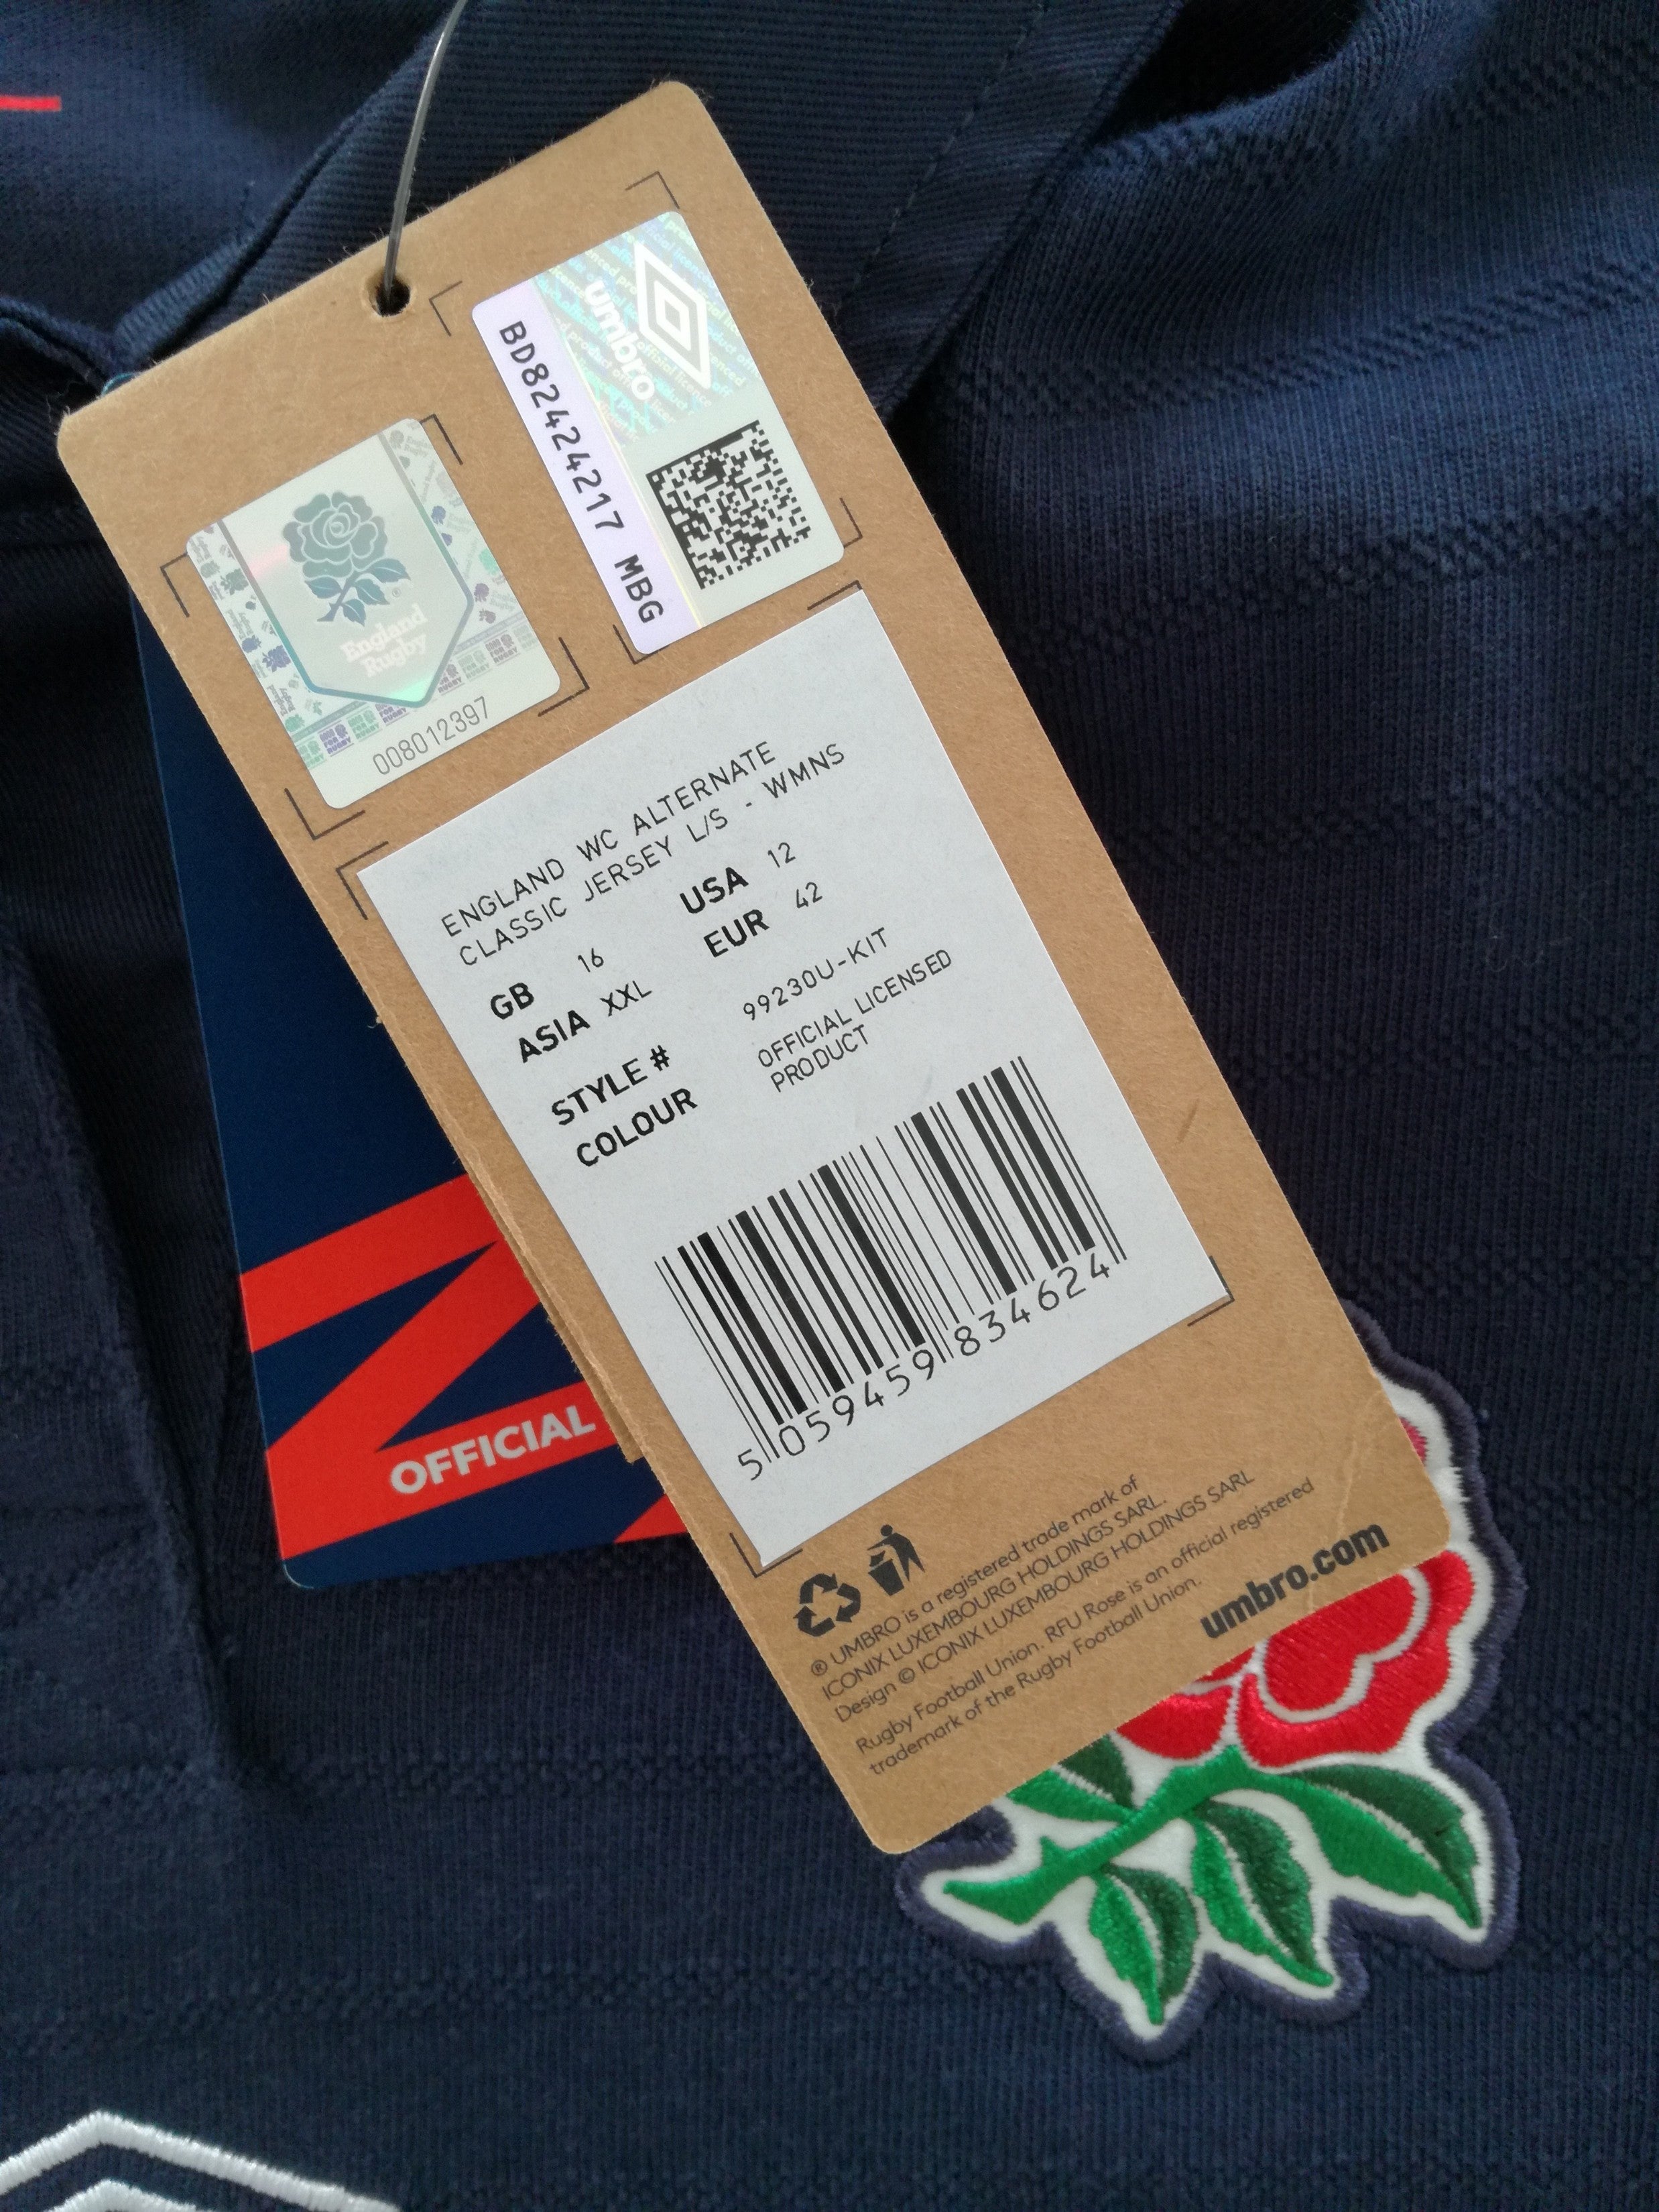 umbro
BD82424217 MBG
England
Rugby
008012397
ENGLAND WC ALTERNATE
CLASSIC JERSEY L/S - WMNS
GB 16 USA 12
ASIA XXL EUR 42
STYLE # 99230U-KIT
COLOUR OFFICIAL LICENSED
PRODUCT
5 059459 834624
OFFICIAL
® UMBRO is a registered trade mark of
ICONIX LUXEMBOURG HOLDINGS SARL.
Design © ICONIX LUXEMBOURG HOLDINGS SARL
Rugby Football Union. RFU Rose is an official registered
trademark of the Rugby Football Union.
umbro.com